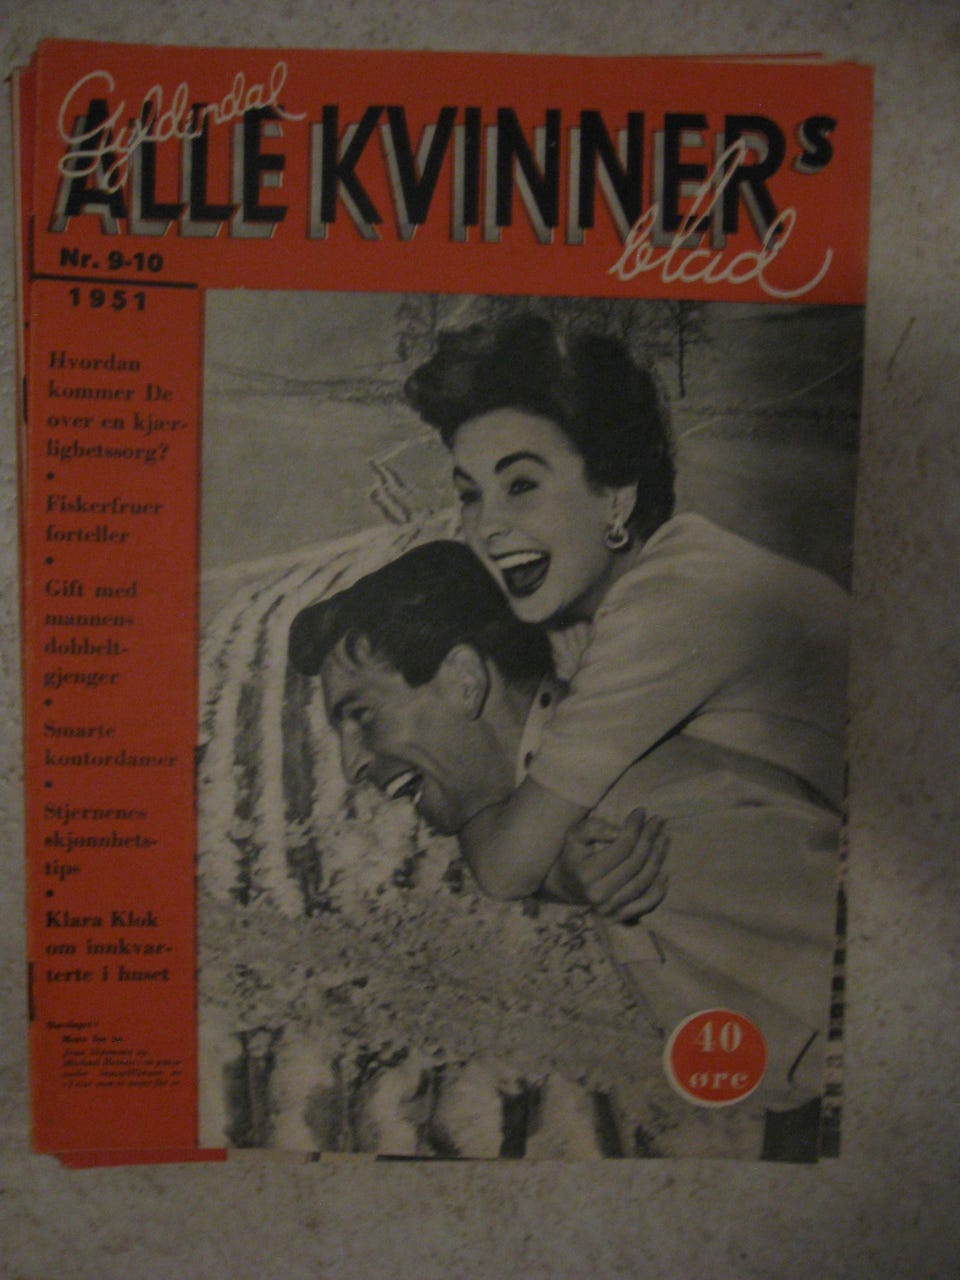 Gyldendal
ALLE KVINNERs
blad
Nr. 9-10
1951
Hvordan
kommer De
over en kjær-
lighetssorg?
•
Fiskerfruer
forteller
•
Gift med
mannens
dobbelt-
gjenger
•
Smarte
kontordamer
•
Stjernenes
skjønnhets-
tips
•
Klara Klok
om innkvar-
terte i huset
40
øre